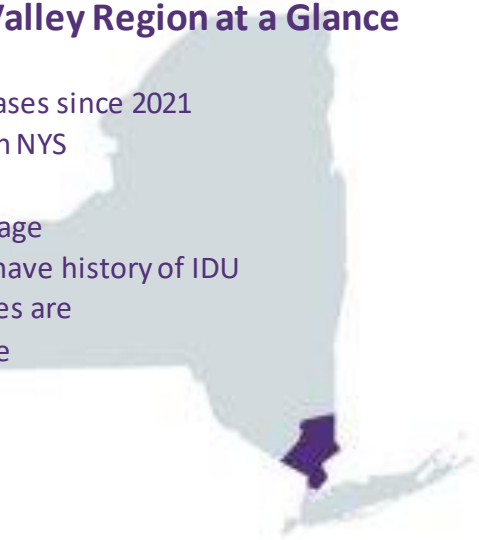 Valley Region at a Glance
ases since 2021
n NYS
age
have history of IDU
es are
e